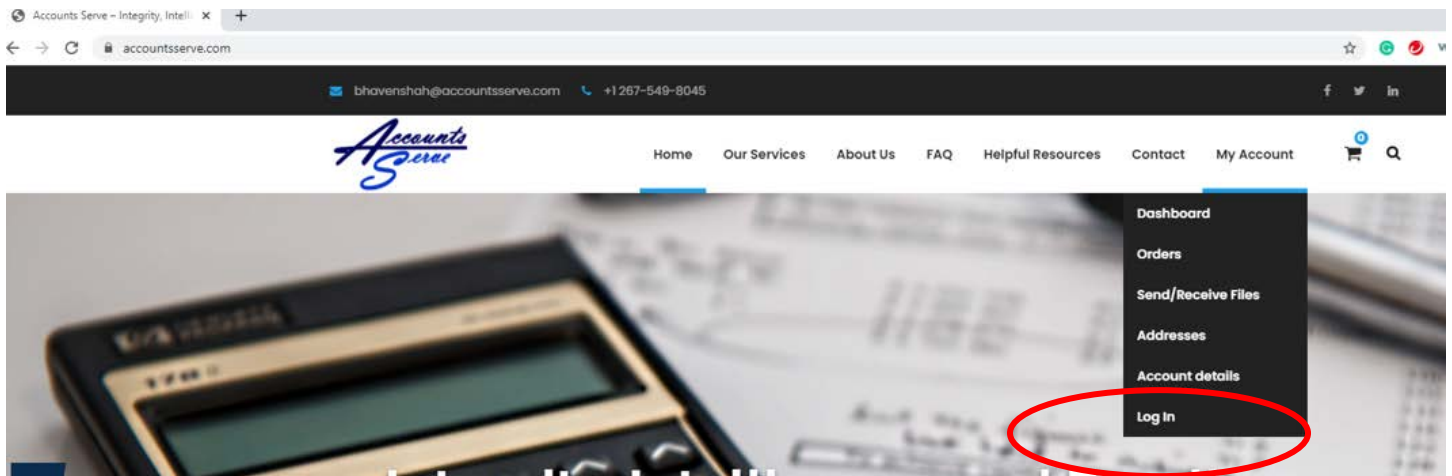 Accounts Serve – Integrity, Intelli
accountsserve.com
bhavenshah@accountsserve.com +1 267-549-8045
Accounts
Serve
Home Our Services About Us FAQ Helpful Resources Contact My Account 0
Dashboard
Orders
Send/Receive Files
Addresses
Account details
Log In